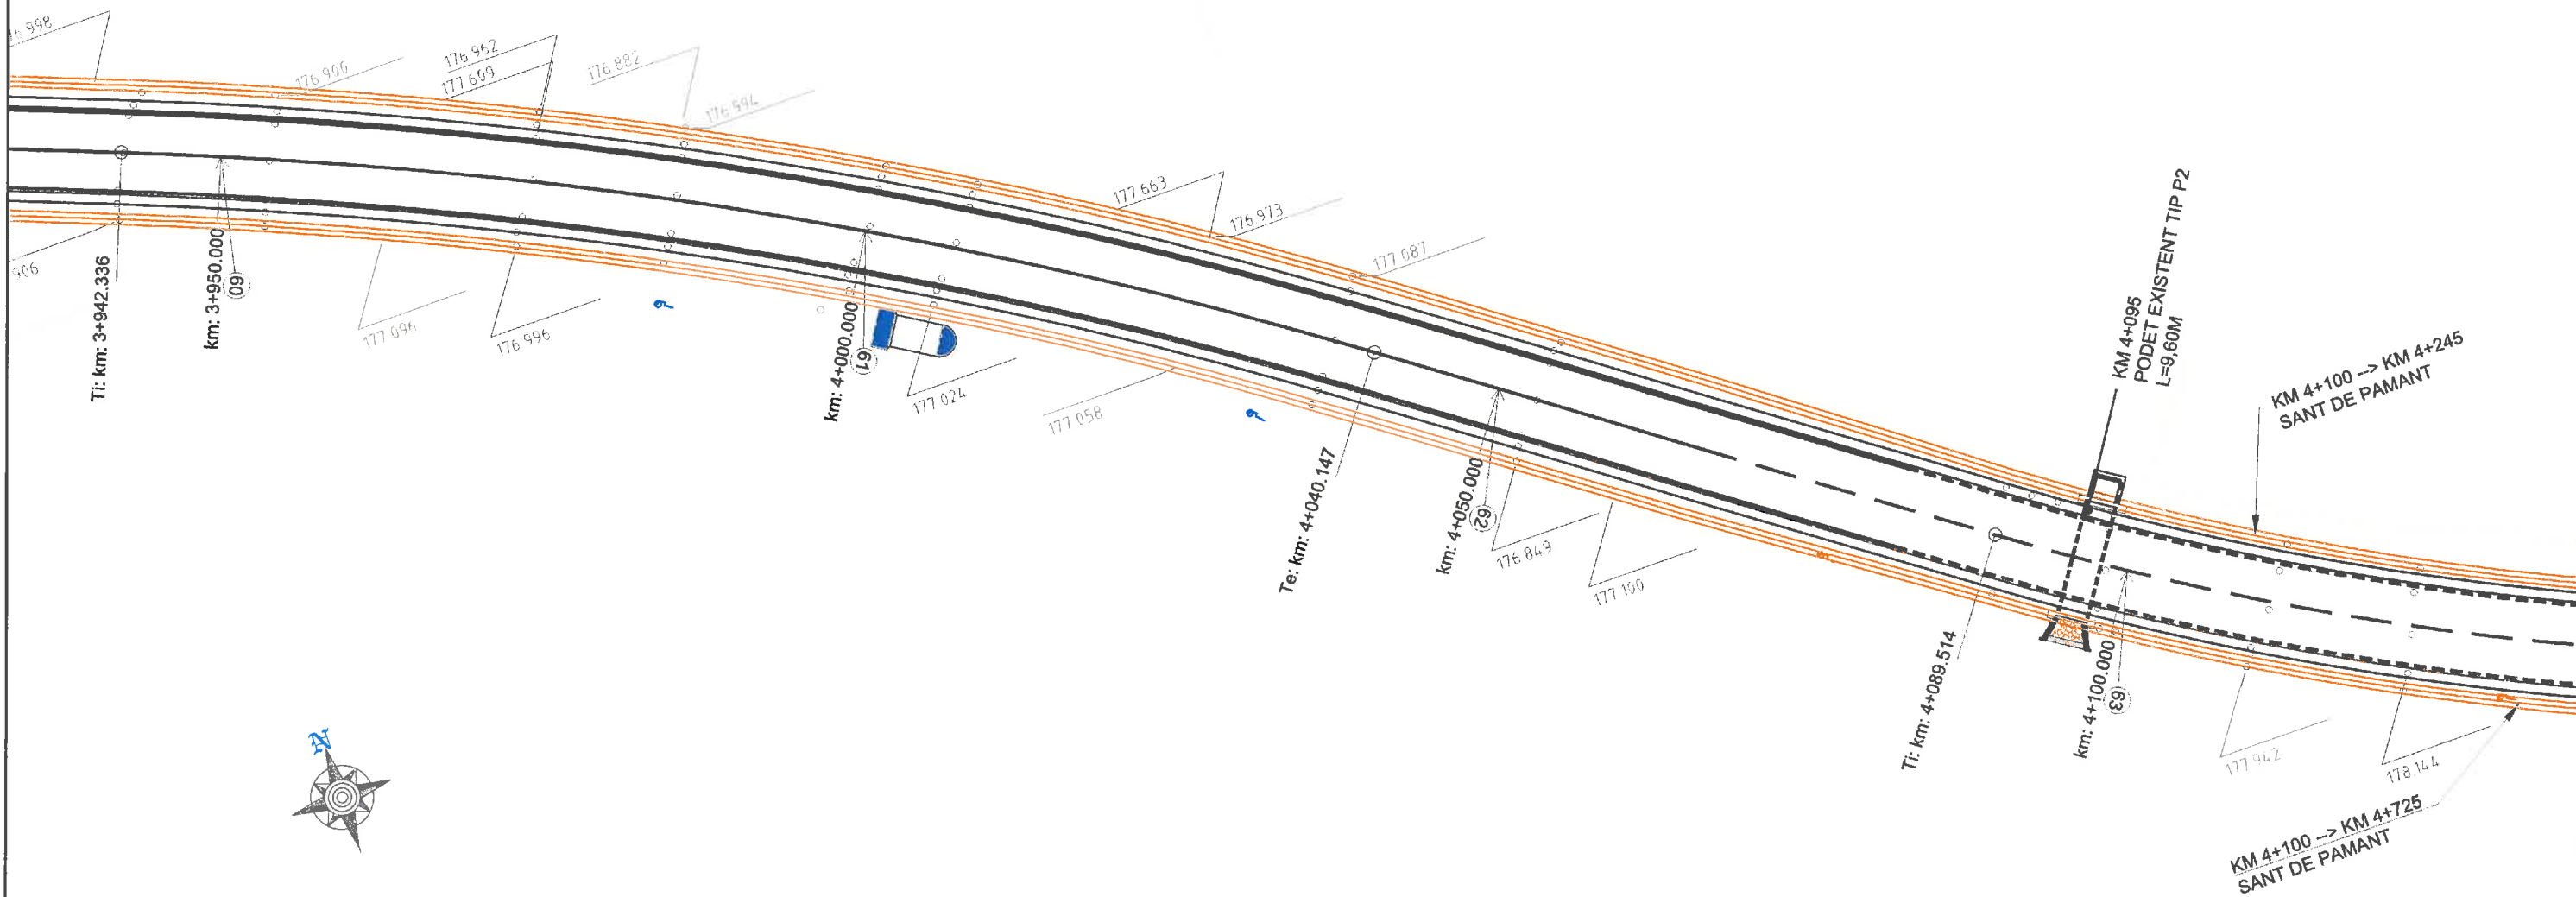 176 962
177 609
176 882
176 594
177.663
176.973
177 087
KM 4+095
PODET EXISTENT TIP P2
L=9,60M
KM 4+100 --> KM 4+245
SANT DE PAMANT
906
Ti: km: 3+942.336
km: 3+950.000
60
177 096
176 996
km: 4+000.000
61
177 024
177 058
Te: km: 4+040.147
km: 4+050.000
62
176 849
177 100
Ti: km: 4+089.514
km: 4+100.000
63
177 942
178 144
KM 4+100 --> KM 4+725
SANT DE PAMANT
N